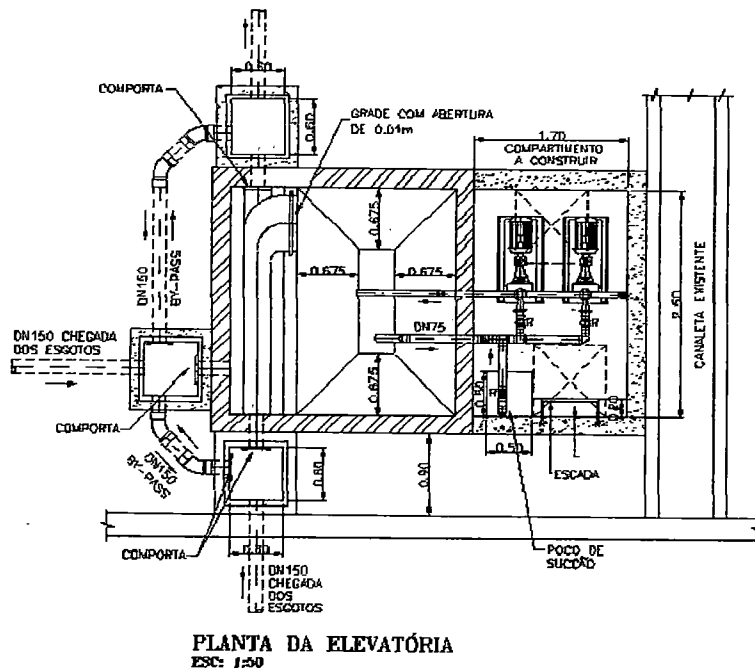 0.60
COMPORTA
0.60
GRADE COM ABERTURA
DE 0.01m
1.70
COMPARTIMENTO
A CONSTRUIR
0.675
0.675
0.675
DN150
BY-PASS
DN150 CHEGADA
DOS ESGOTOS
DN75
0.675
2.60
CANALETA EXISTENTE
R
R
R
0.80
0.20
0.50
COMPORTA
DN150
BY-PASS
0.60
0.90
ESCADA
COMPORTA
0.60
DN150
CHEGADA
DOS
ESGOTOS
POÇO DE
SUCCÃO
PLANTA DA ELEVATÓRIA
ESC: 1:50